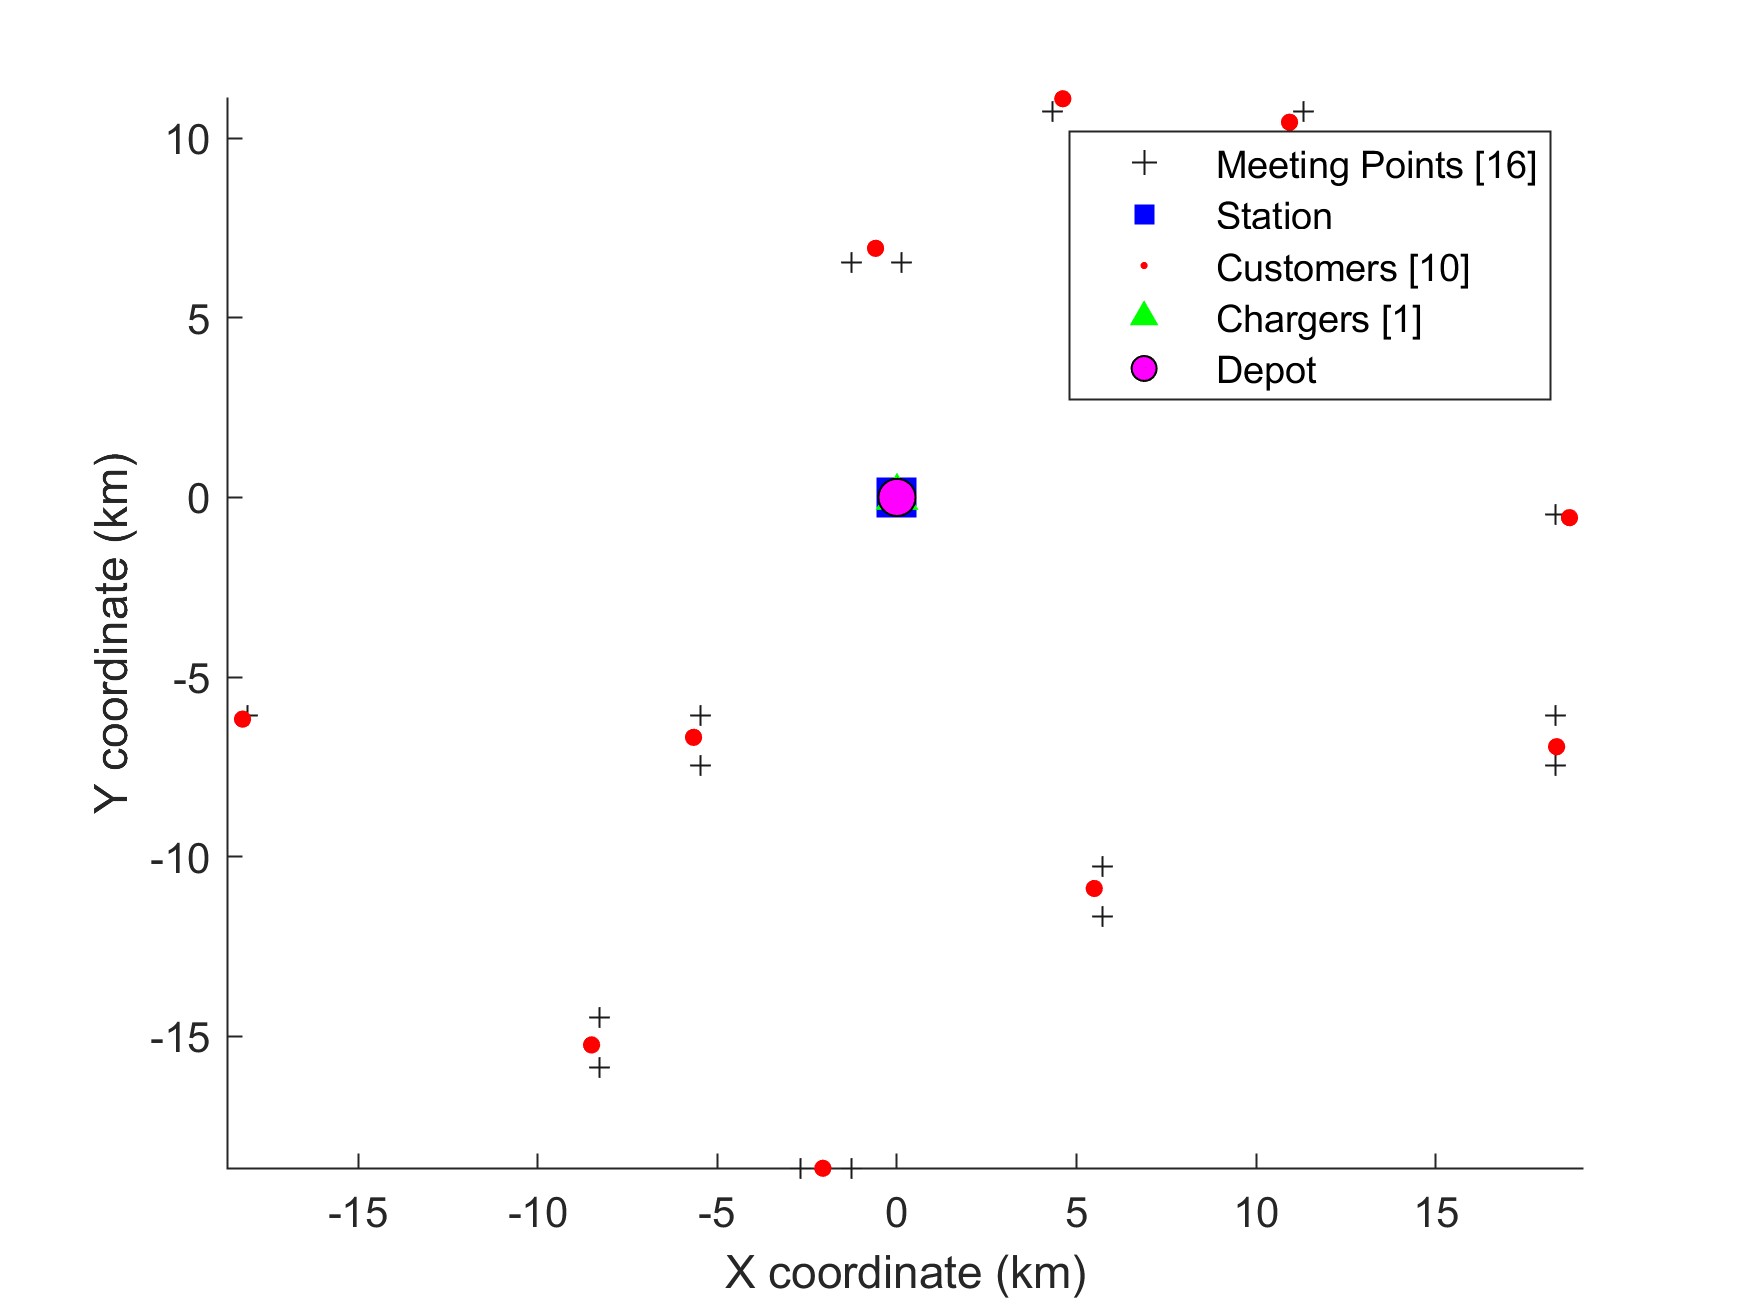 10
5
0
-5
-10
-15
Y coordinate (km)
Meeting Points [16]
Station
Customers [10]
Chargers [1]
Depot
-15
-10
-5
0
5
10
15
X coordinate (km)